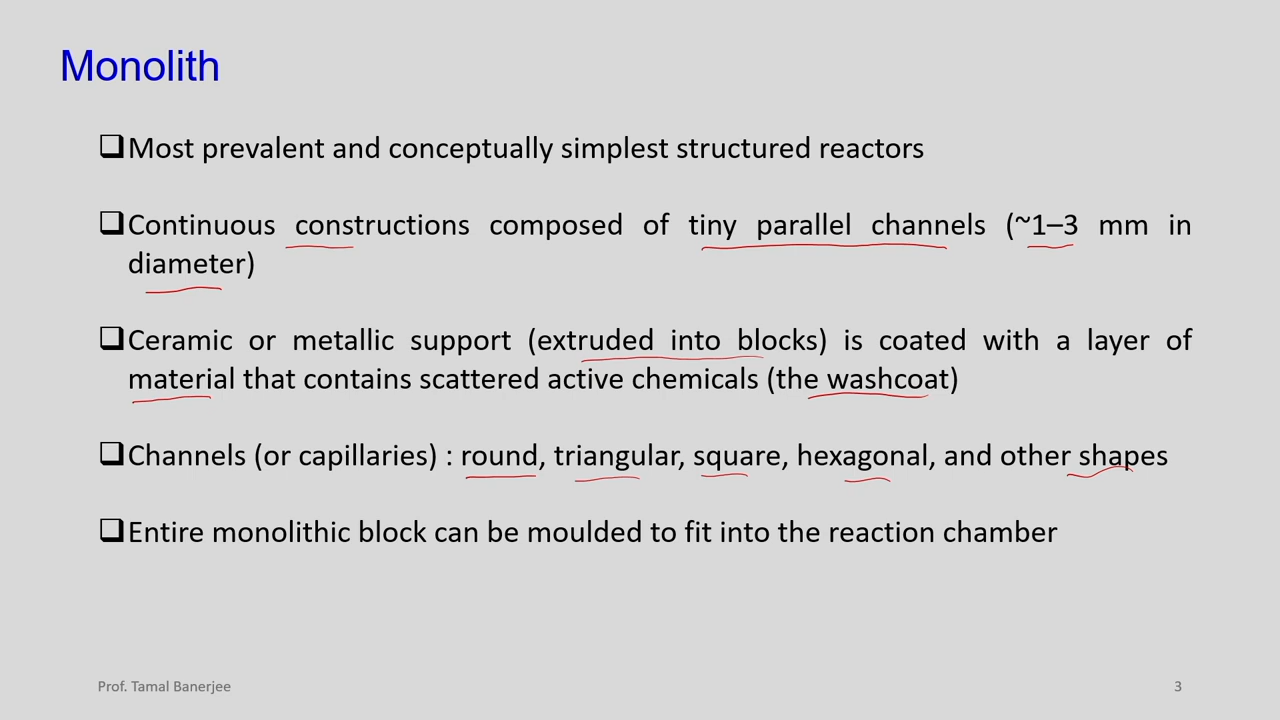 Monolith
❑Most prevalent and conceptually simplest structured reactors
❑Continuous constructions composed of tiny parallel channels (~1–3 mm in
diameter)
❑Ceramic or metallic support (extruded into blocks) is coated with a layer of
material that contains scattered active chemicals (the washcoat)
❑Channels (or capillaries) : round, triangular, square, hexagonal, and other shapes
❑Entire monolithic block can be moulded to fit into the reaction chamber
Prof. Tamal Banerjee
3